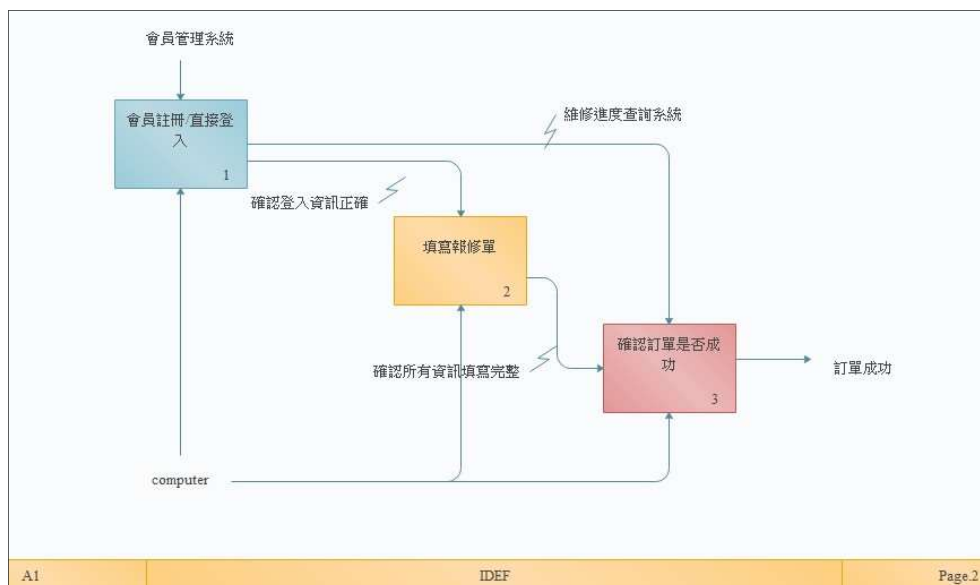 會員管理系統
會員註冊/直接登
入
1
維修進度查詢系統
確認登入資訊正確
填寫報修單
2
確認訂單是否成
功
3
確認所有資訊填寫完整
訂單成功
computer
A1
IDEF
Page.2